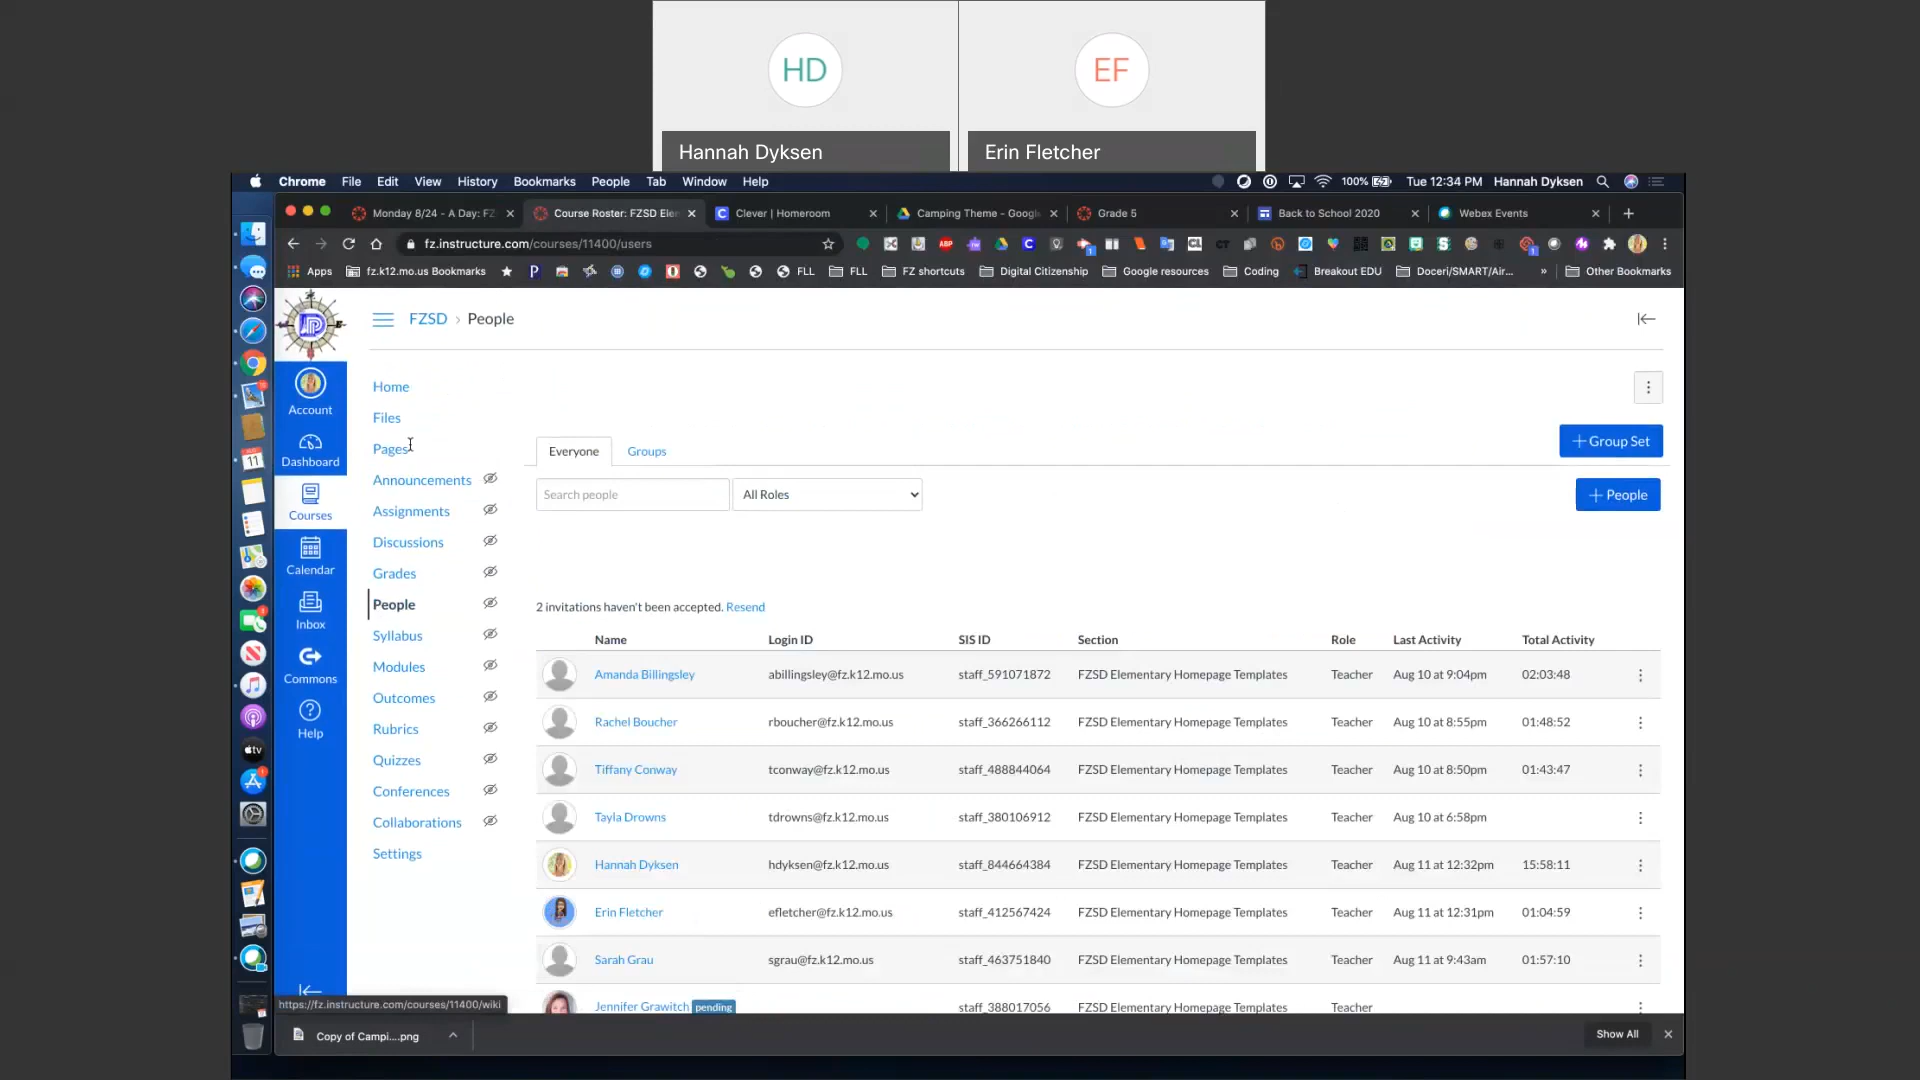 HD
EF
Hannah Dyksen
Erin Fletcher
Chrome File Edit View History Bookmarks People Tab Window Help
100% Tue 12:34 PM Hannah Dyksen
Monday 8/24 - A Day: FZ
Course Roster: FZSD Ele
Clever | Homeroom
Camping Theme - Google
Grade 5
Back to School 2020
Webex Events
fz.instructure.com/courses/11400/users
Apps
fz.k12.mo.us Bookmarks
FLL
FLL
FZ shortcuts
Digital Citizenship
Google resources
Coding
Breakout EDU
Doceri/SMART/Air...
»
Other Bookmarks
FZSD › People
Account
Dashboard
Courses
Calendar
Inbox
Commons
Help
Home
Files
Pages
Announcements
Assignments
Discussions
Grades
People
Syllabus
Modules
Outcomes
Rubrics
Quizzes
Conferences
Collaborations
Settings
+ Group Set
Everyone Groups
Search people
All Roles
+ People
2 invitations haven't been accepted. Resend
Name Login ID SIS ID Section Role Last Activity Total Activity
Amanda Billingsley abillingsley@fz.k12.mo.us staff_591071872 FZSD Elementary Homepage Templates Teacher Aug 10 at 9:04pm 02:03:48
Rachel Boucher rboucher@fz.k12.mo.us staff_366266112 FZSD Elementary Homepage Templates Teacher Aug 10 at 8:55pm 01:48:52
Tiffany Conway tconway@fz.k12.mo.us staff_488844064 FZSD Elementary Homepage Templates Teacher Aug 10 at 8:50pm 01:43:47
Tayla Drowns tdrowns@fz.k12.mo.us staff_380106912 FZSD Elementary Homepage Templates Teacher Aug 10 at 6:58pm
Hannah Dyksen hdyksen@fz.k12.mo.us staff_844664384 FZSD Elementary Homepage Templates Teacher Aug 11 at 12:32pm 15:58:11
Erin Fletcher efletcher@fz.k12.mo.us staff_412567424 FZSD Elementary Homepage Templates Teacher Aug 11 at 12:31pm 01:04:59
Sarah Grau sgrau@fz.k12.mo.us staff_463751840 FZSD Elementary Homepage Templates Teacher Aug 11 at 9:43am 01:57:10
Jennifer Grawitch pending staff_388017056 FZSD Elementary Homepage Templates Teacher
https://fz.instructure.com/courses/11400/wiki
Copy of Campi....png
Show All